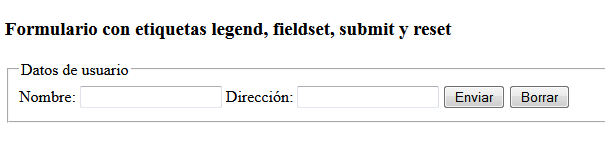 Formulario con etiquetas legend, fieldset, submit y reset
Datos de usuario
Nombre: Dirección: Enviar Borrar